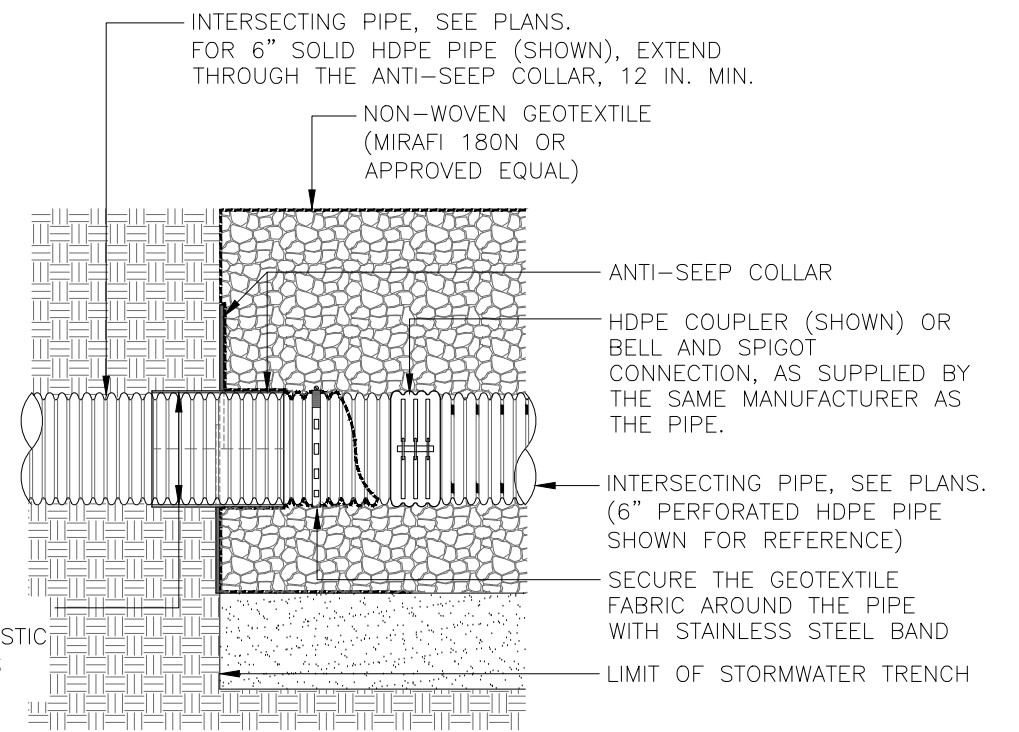 INTERSECTING PIPE, SEE PLANS.
FOR 6” SOLID HDPE PIPE (SHOWN), EXTEND
THROUGH THE ANTI-SEEP COLLAR, 12 IN. MIN.
NON-WOVEN GEOTEXTILE
(MIRAFI 180N OR
APPROVED EQUAL)
ANTI-SEEP COLLAR
HDPE COUPLER (SHOWN) OR
BELL AND SPIGOT
CONNECTION, AS SUPPLIED BY
THE SAME MANUFACTURER AS
THE PIPE.
INTERSECTING PIPE, SEE PLANS.
(6” PERFORATED HDPE PIPE
SHOWN FOR REFERENCE)
SECURE THE GEOTEXTILE
FABRIC AROUND THE PIPE
WITH STAINLESS STEEL BAND
STIC
LIMIT OF STORMWATER TRENCH